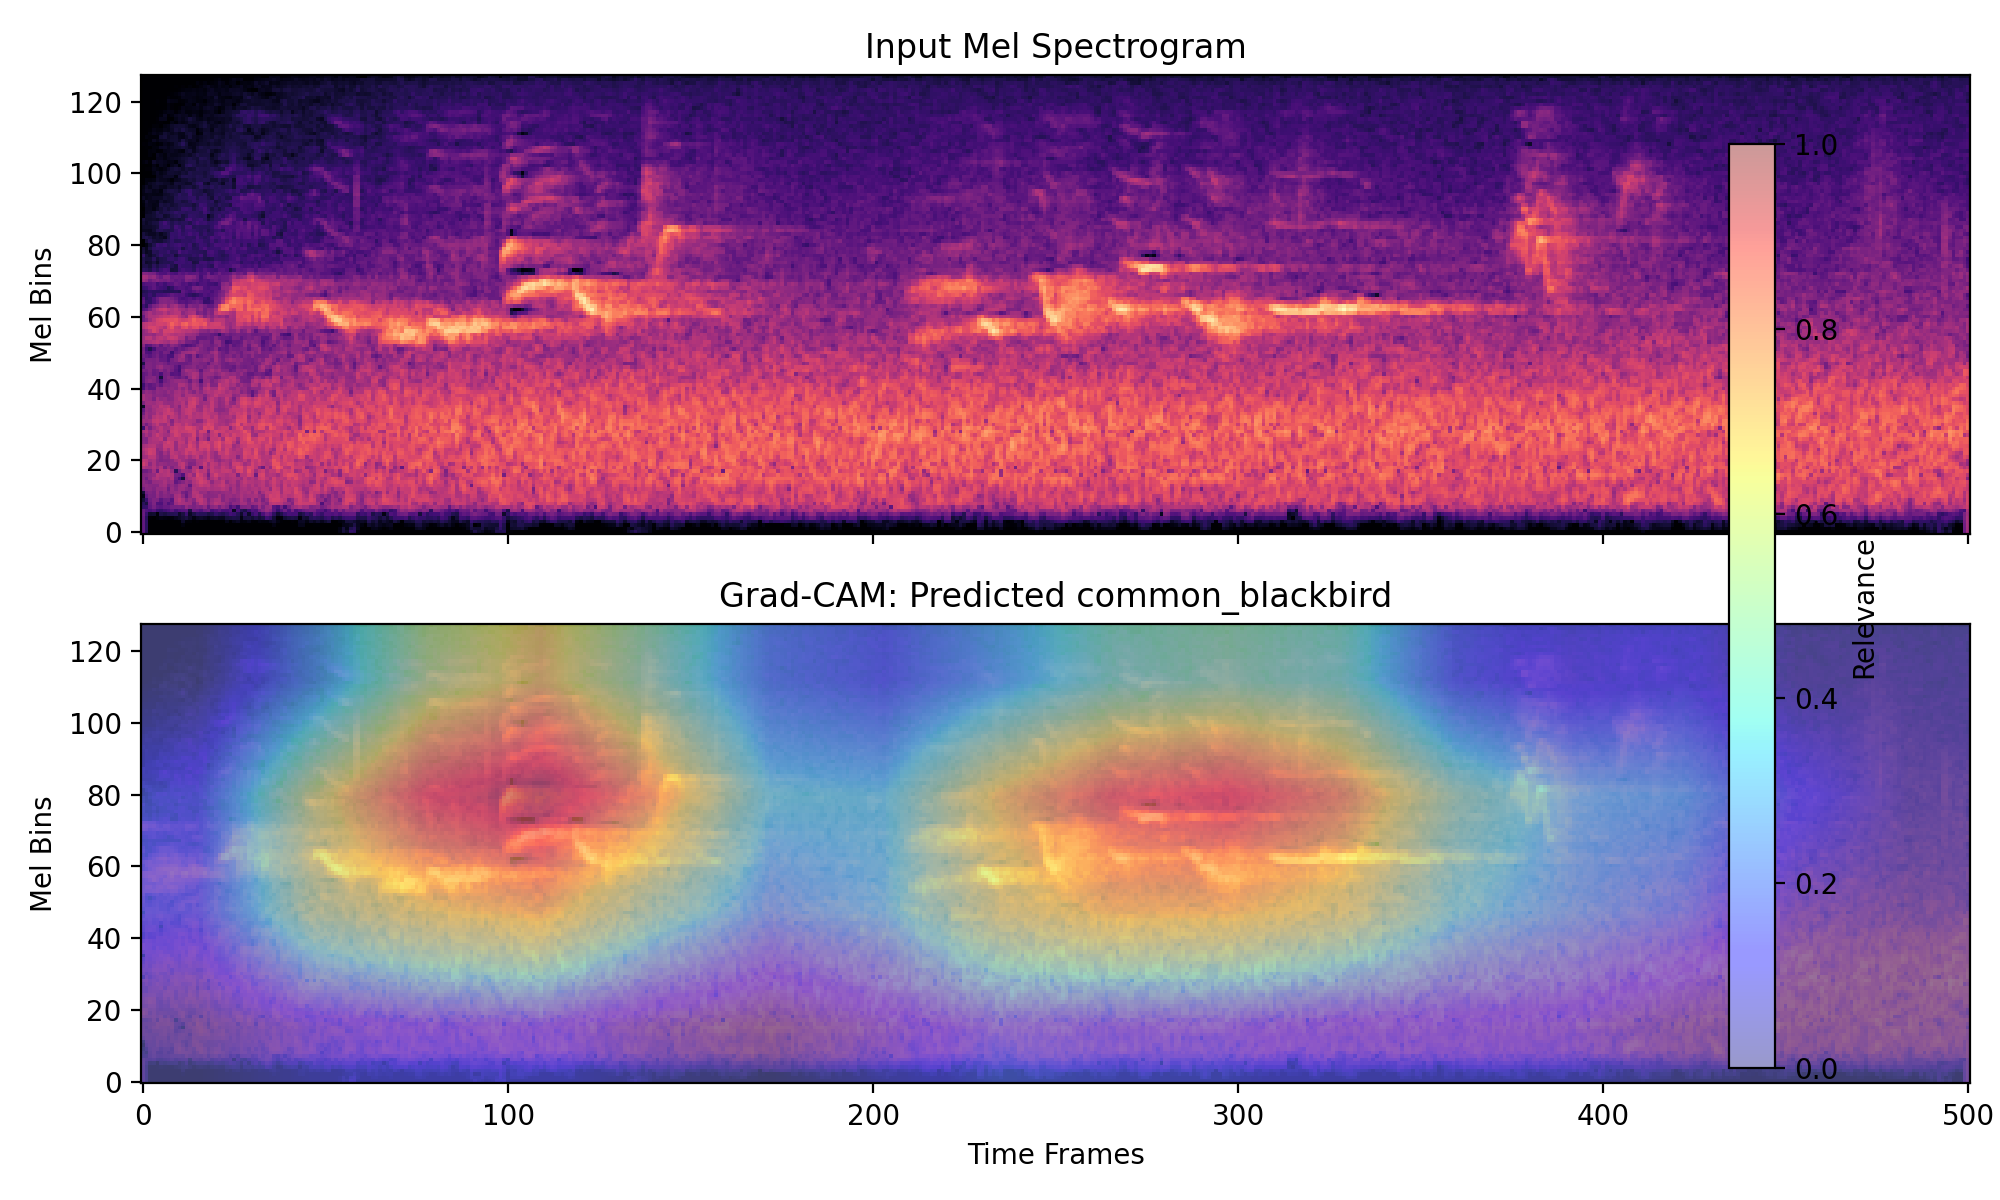 Input Mel Spectrogram
Mel Bins
120
100
80
60
40
20
0
Grad-CAM: Predicted common_blackbird
Mel Bins
120
100
80
60
40
20
0
0 100 200 300 400 500
Time Frames
1.0
0.8
0.6
0.4
0.2
0.0
Relevance